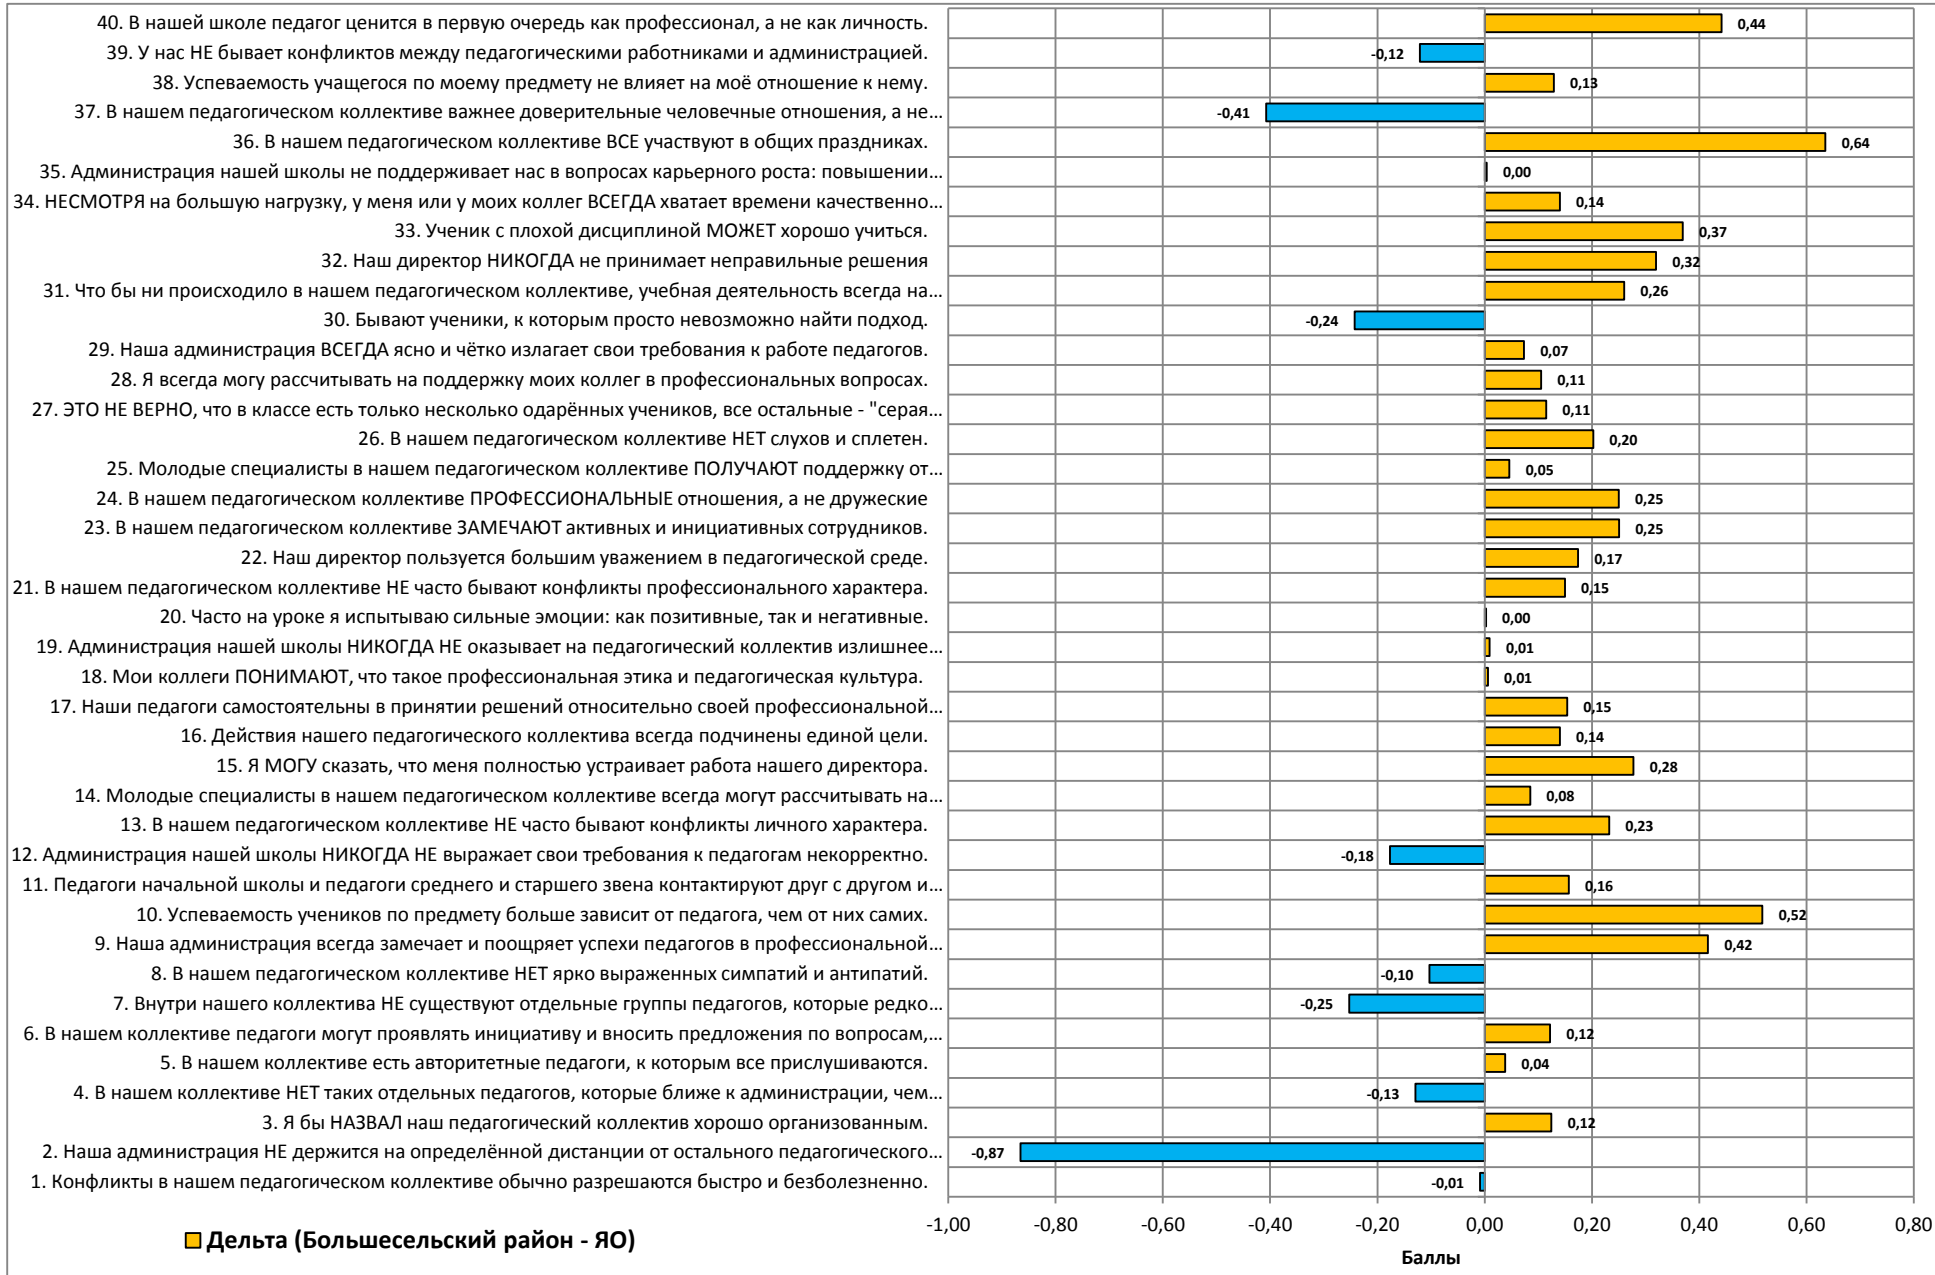 40. В нашей школе педагог ценится в первую очередь как профессионал, а не как личность. 0,44
39. У нас НЕ бывает конфликтов между педагогическими работниками и администрацией. -0,12
38. Успеваемость учащегося по моему предмету не влияет на моё отношение к нему. 0,13
37. В нашем педагогическом коллективе важнее доверительные человечные отношения, а не... -0,41
36. В нашем педагогическом коллективе ВСЕ участвуют в общих праздниках. 0,64
35. Администрация нашей школы не поддерживает нас в вопросах карьерного роста: повышении... 0,00
34. НЕСМОТРЯ на большую нагрузку, у меня или у моих коллег ВСЕГДА хватает времени качественно... 0,14
33. Ученик с плохой дисциплиной МОЖЕТ хорошо учиться. 0,37
32. Наш директор НИКОГДА не принимает неправильные решения 0,32
31. Что бы ни происходило в нашем педагогическом коллективе, учебная деятельность всегда на... 0,26
30. Бывают ученики, к которым просто невозможно найти подход. -0,24
29. Наша администрация ВСЕГДА ясно и чётко излагает свои требования к работе педагогов. 0,07
28. Я всегда могу рассчитывать на поддержку моих коллег в профессиональных вопросах. 0,11
27. ЭТО НЕ ВЕРНО, что в классе есть только несколько одарённых учеников, все остальные - "серая... 0,11
26. В нашем педагогическом коллективе НЕТ слухов и сплетен. 0,20
25. Молодые специалисты в нашем педагогическом коллективе ПОЛУЧАЮТ поддержку от... 0,05
24. В нашем педагогическом коллективе ПРОФЕССИОНАЛЬНЫЕ отношения, а не дружеские 0,25
23. В нашем педагогическом коллективе ЗАМЕЧАЮТ активных и инициативных сотрудников. 0,25
22. Наш директор пользуется большим уважением в педагогической среде. 0,17
21. В нашем педагогическом коллективе НЕ часто бывают конфликты профессионального характера. 0,15
20. Часто на уроке я испытываю сильные эмоции: как позитивные, так и негативные. 0,00
19. Администрация нашей школы НИКОГДА НЕ оказывает на педагогический коллектив излишнее... 0,01
18. Мои коллеги ПОНИМАЮТ, что такое профессиональная этика и педагогическая культура. 0,01
17. Наши педагоги самостоятельны в принятии решений относительно своей профессиональной... 0,15
16. Действия нашего педагогического коллектива всегда подчинены единой цели. 0,14
15. Я МОГУ сказать, что меня полностью устраивает работа нашего директора. 0,28
14. Молодые специалисты в нашем педагогическом коллективе всегда могут рассчитывать на... 0,08
13. В нашем педагогическом коллективе НЕ часто бывают конфликты личного характера. 0,23
12. Администрация нашей школы НИКОГДА НЕ выражает свои требования к педагогам некорректно. -0,18
11. Педагоги начальной школы и педагоги среднего и старшего звена контактируют друг с другом и... 0,16
10. Успеваемость учеников по предмету больше зависит от педагога, чем от них самих. 0,52
9. Наша администрация всегда замечает и поощряет успехи педагогов в профессиональной... 0,42
8. В нашем педагогическом коллективе НЕТ ярко выраженных симпатий и антипатий. -0,10
7. Внутри нашего коллектива НЕ существуют отдельные группы педагогов, которые редко... -0,25
6. В нашем коллективе педагоги могут проявлять инициативу и вносить предложения по вопросам,... 0,12
5. В нашем коллективе есть авторитетные педагоги, к которым все прислушиваются. 0,04
4. В нашем коллективе НЕТ таких отдельных педагогов, которые ближе к администрации, чем... -0,13
3. Я бы НАЗВАЛ наш педагогический коллектив хорошо организованным. 0,12
2. Наша администрация НЕ держится на определённой дистанции от остального педагогического... -0,87
1. Конфликты в нашем педагогическом коллективе обычно разрешаются быстро и безболезненно. -0,01
-1,00 -0,80 -0,60 -0,40 -0,20 0,00 0,20 0,40 0,60 0,80
Дельта (Большесельский район - ЯО)
Баллы